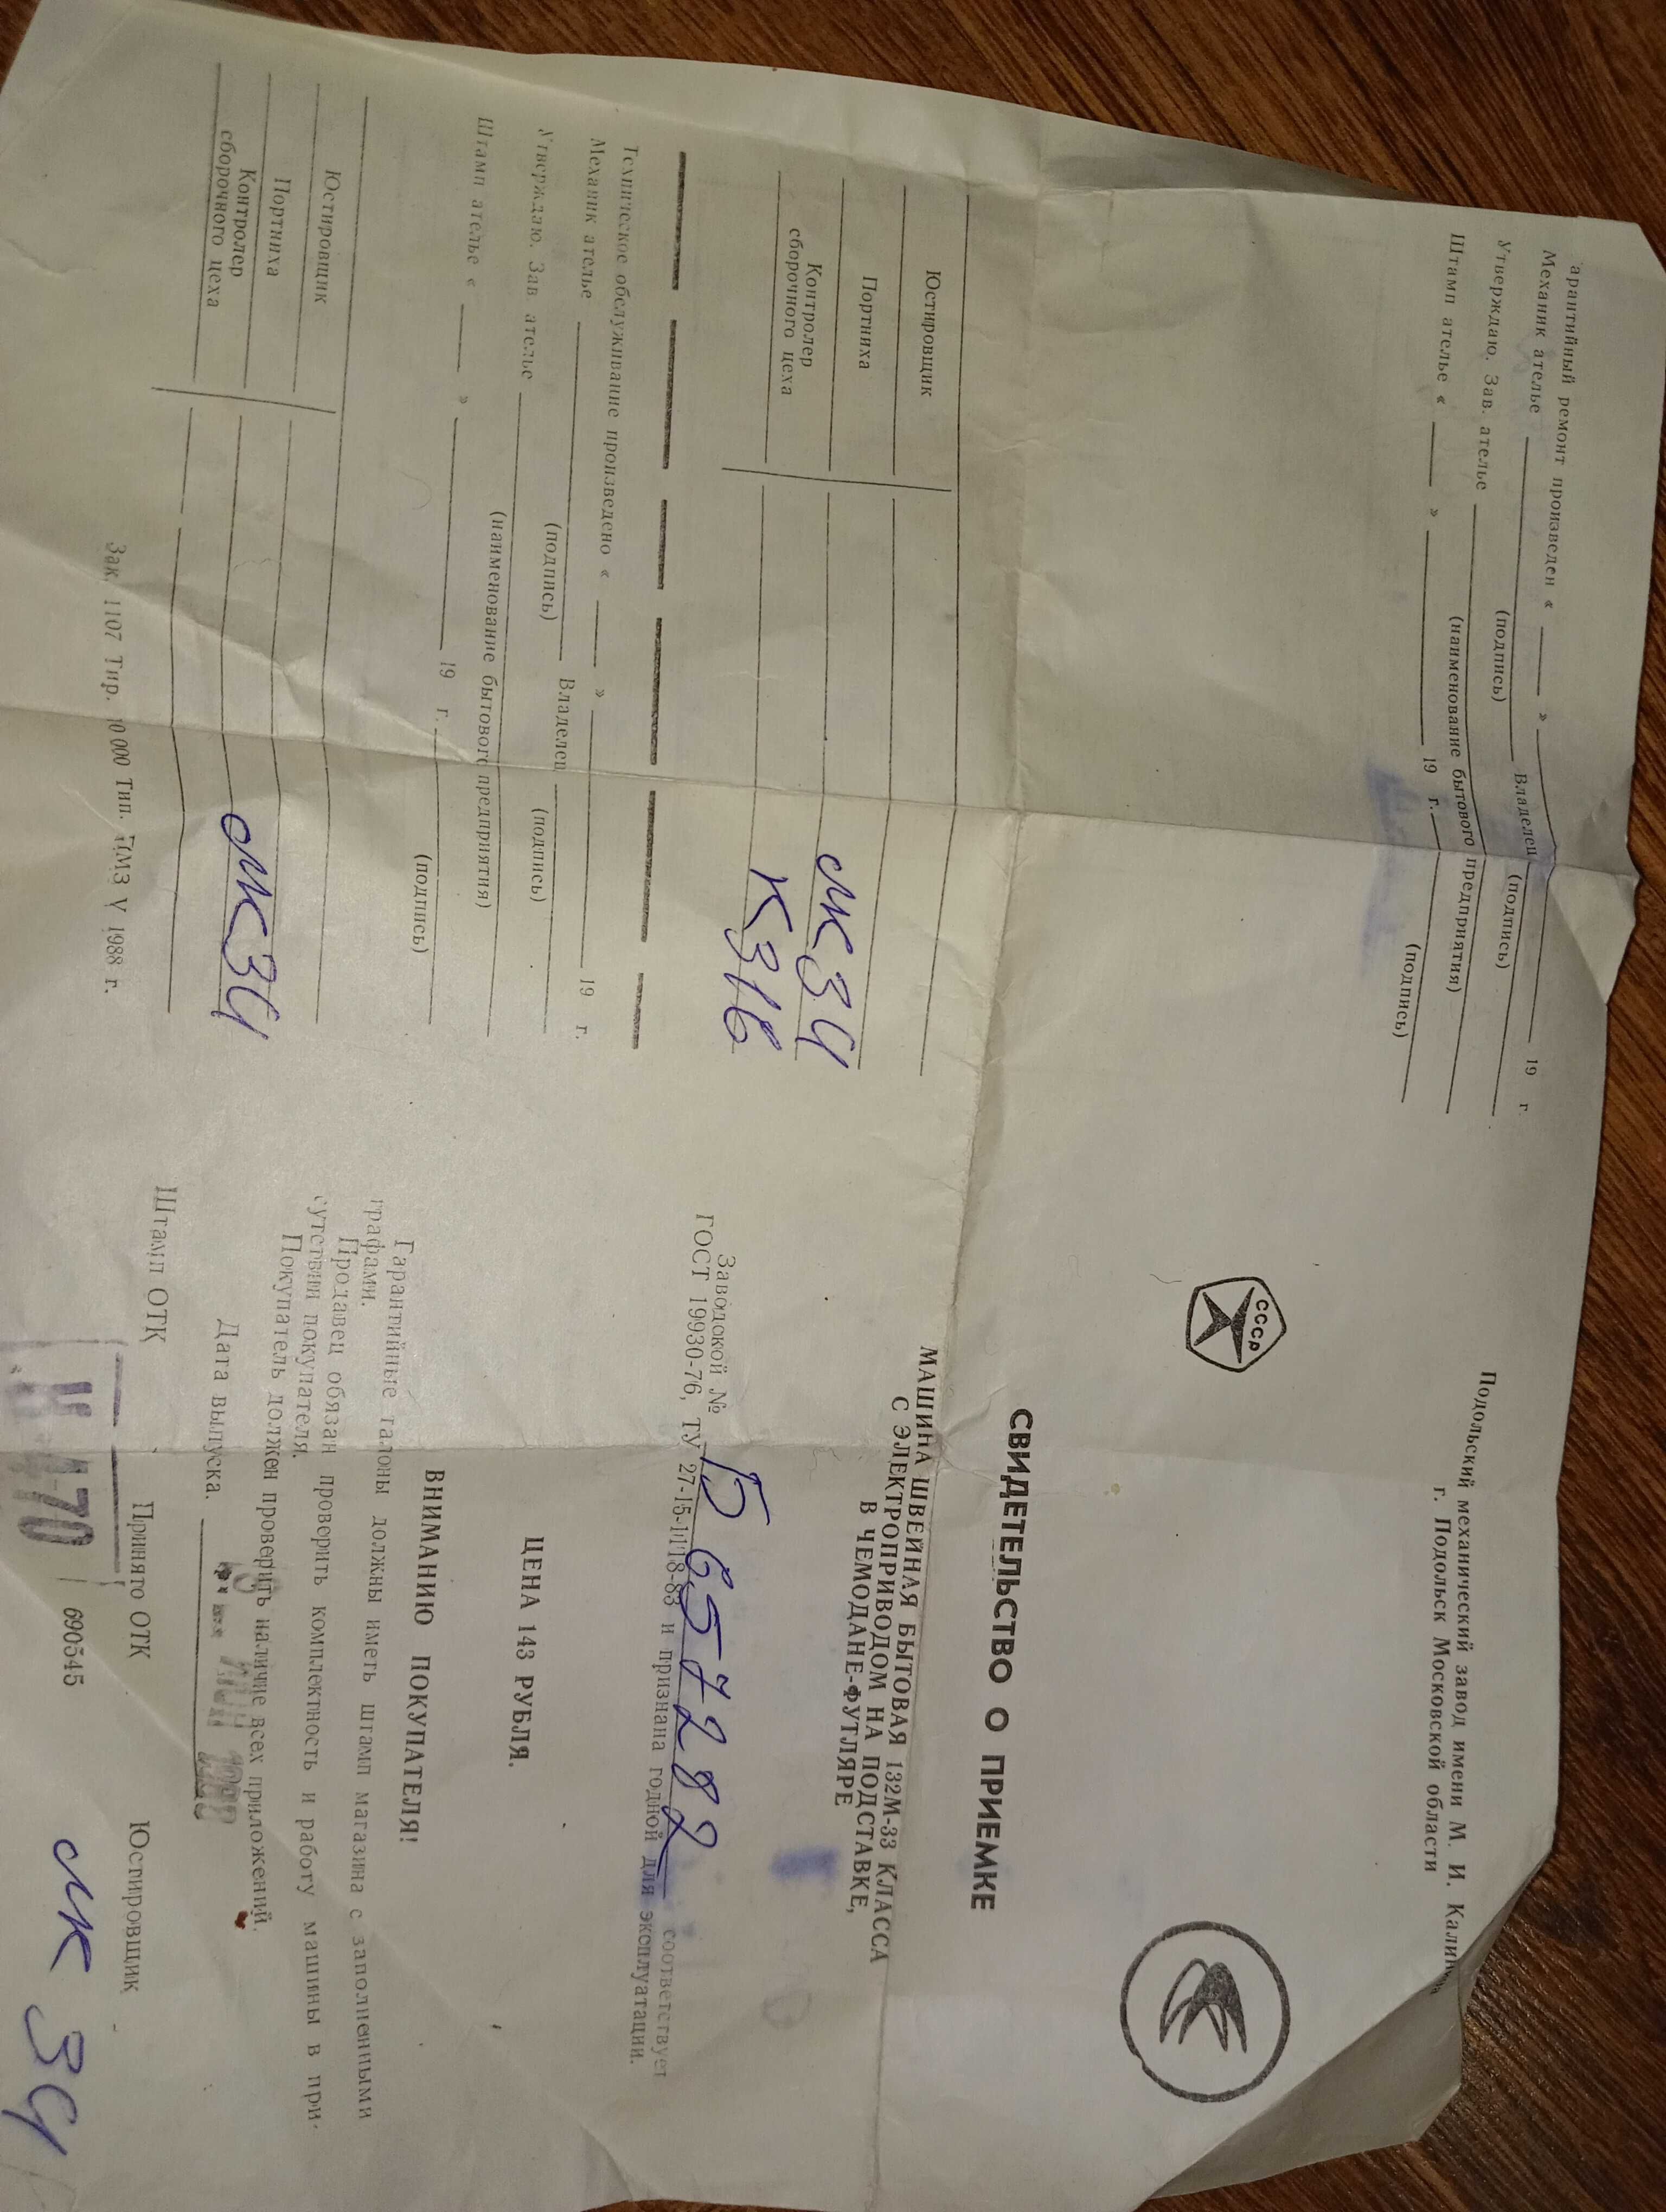 арантийный ремонт произведен « » 19 г.
Механик ателье Владелец
(подпись) (подпись)
Утверждаю. Зав. ателье
(наименование бытового предприятия)
Штамп ателье « » 19 г.
(подпись)
Юстировщик
Портниха МК 34
Контролер
сборочного цеха К 316
Техническое обслуживание произведено « » 19 г.
Механик ателье Владелец
(подпись) (подпись)
Утверждаю. Зав ателье
(наименование бытового предприятия)
Штамп ателье « » 19 г.
(подпись)
Юстировщик
Портниха МК34
Контролер
сборочного цеха
Зак. 1107 Тир. 10 000 Тип. ПМЗ V 1988 г.
Подольский механический завод имени М. И. Калинина
г. Подольск Московской области
СССР
СВИДЕТЕЛЬСТВО О ПРИЕМКЕ
МАШИНА ШВЕЙНАЯ БЫТОВАЯ 132М-33 КЛАССА
С ЭЛЕКТРОПРИВОДОМ НА ПОДСТАВКЕ,
В ЧЕМОДАНЕ-ФУТЛЯРЕ
Заводской № Б 657282 соответствует
ГОСТ 19930-76, ТУ 27-15-1118-83 и признана годной для эксплуатации.
ЦЕНА 143 РУБЛЯ.
ВНИМАНИЮ ПОКУПАТЕЛЯ!
Гарантийные талоны должны иметь штамп магазина с заполненными
графами.
Продавец обязан проверить комплектность и работу машины в при-
сутствии покупателя.
Покупатель должен проверить наличие всех приложений.
Дата выпуска.
Штамп ОТК Принято ОТК Юстировщик
690545 МК 34